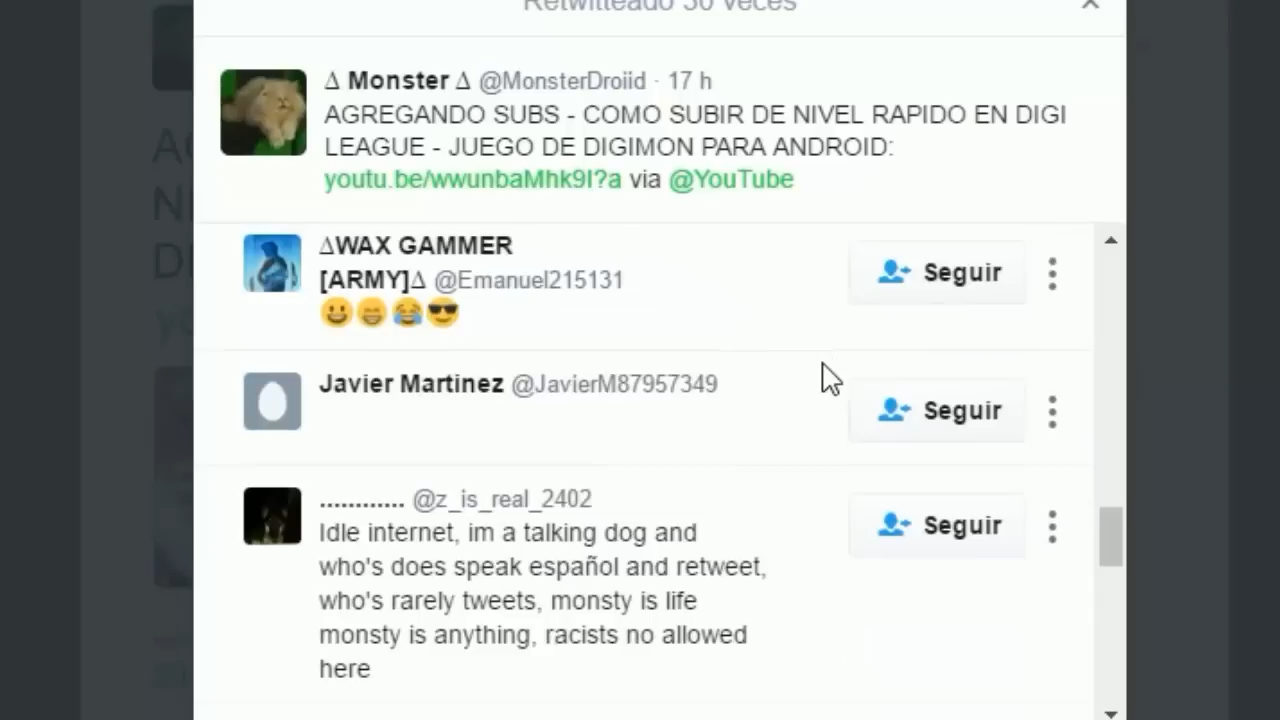 Retwitteado 50 veces
Δ Monster Δ @MonsterDroiid · 17 h
AGREGANDO SUBS - COMO SUBIR DE NIVEL RAPIDO EN DIGI
LEAGUE - JUEGO DE DIGIMON PARA ANDROID:
youtu.be/wwunbaMhk9I?a via @YouTube
ΔWAX GAMMER
[ARMY]Δ @Emanuel215131
😀😁😂😎
Seguir
Javier Martinez @JavierM87957349
Seguir
............ @z_is_real_2402
Idle internet, im a talking dog and
who's does speak español and retweet,
who's rarely tweets, monsty is life
monsty is anything, racists no allowed
here
Seguir